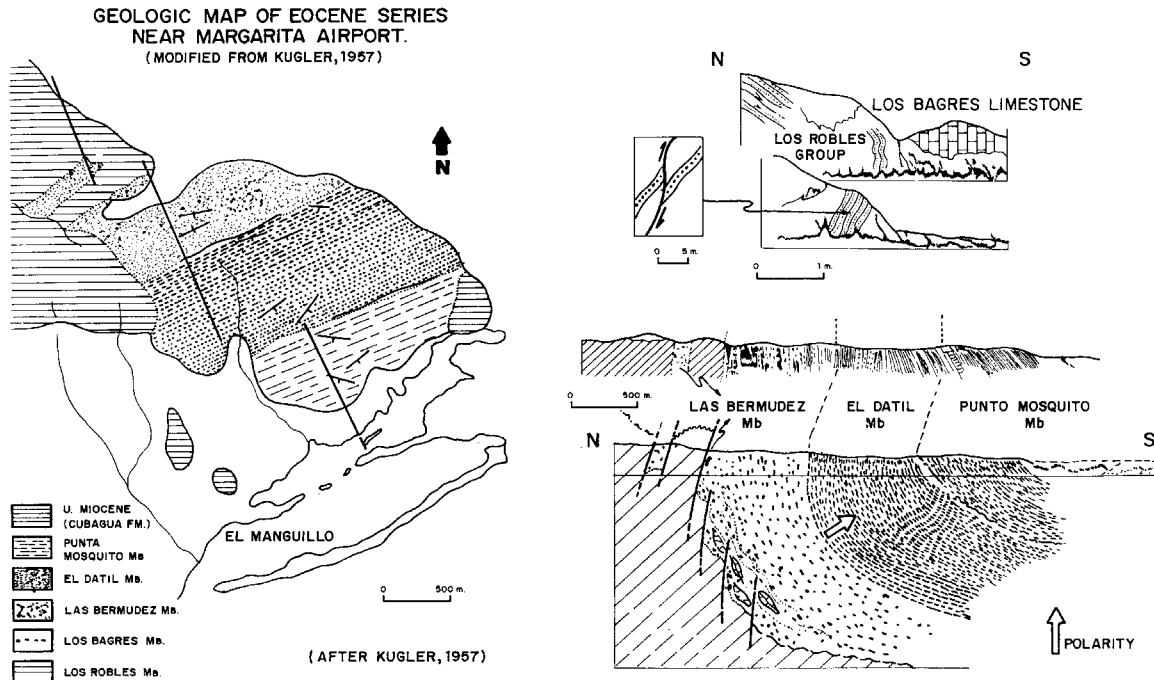 GEOLOGIC MAP OF EOCENE SERIES
NEAR MARGARITA AIRPORT.
(MODIFIED FROM KUGLER, 1957)
N
U. MIOCENE
(CUBAGUA FM.)
PUNTA
MOSQUITO Mb
EL DATIL Mb.
LAS BERMUDEZ Mb.
LOS BAGRES Mb.
LOS ROBLES Mb.
EL MANGUILLO
0 500 m.
(AFTER KUGLER, 1957)
N S
LOS BAGRES LIMESTONE
LOS ROBLES
GROUP
0 5 m.
0 1 m.
0 500 m.
LAS BERMUDEZ
Mb
EL DATIL
Mb
PUNTO MOSQUITO
Mb
N S
POLARITY